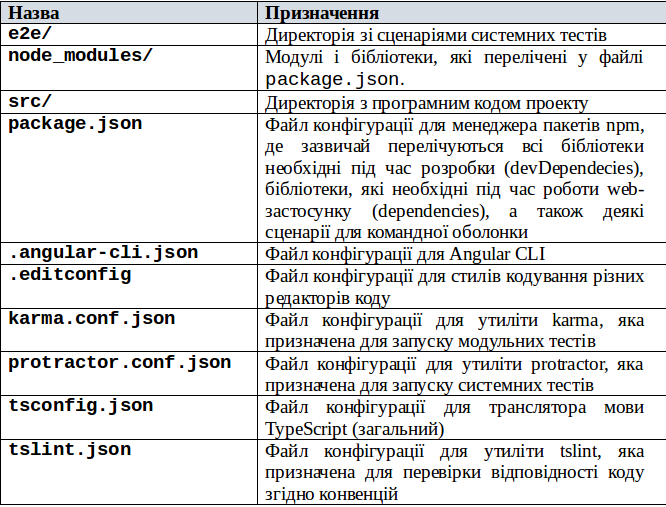 Назва Призначення
e2e/ Директорія зі сценаріями системних тестів
node_modules/ Модулі і бібліотеки, які перелічені у файлі
package.json.
src/ Директорія з програмним кодом проекту
package.json Файл конфігурації для менеджера пакетів npm,
де зазвичай перелічуються всі бібліотеки
необхідні під час розробки (devDependecies),
бібліотеки, які необхідні під час роботи web-
застосунку (dependencies), а також деякі
сценарії для командної оболонки
.angular-cli.json Файл конфігурації для Angular CLI
.editconfig Файл конфігурації для стилів кодування різних
редакторів коду
karma.conf.json Файл конфігурації для утиліти karma, яка
призначена для запуску модульних тестів
protractor.conf.json Файл конфігурації для утиліти protractor, яка
призначена для запуску системних тестів
tsconfig.json Файл конфігурації для транслятора мови
TypeScript (загальний)
tslint.json Файл конфігурації для утиліти tslint, яка
призначена для перевірки відповідності коду
згідно конвенцій